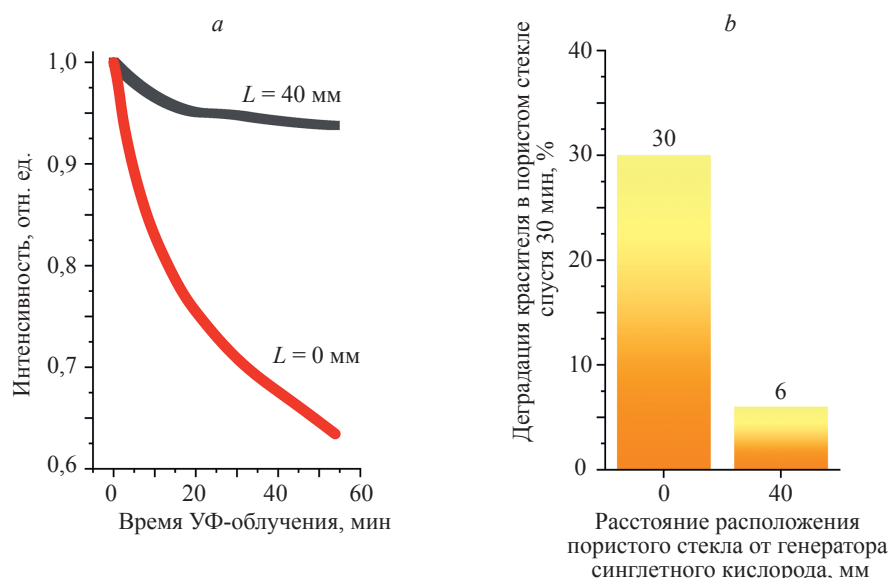 a
1,0
0,9
0,8
0,7
0,6
0
20
40
60
L = 40 мм
L = 0 мм
Интенсивность, отн. ед.
Время УФ-облучения, мин
b
40
30
20
10
0
30
6
0
40
Деградация красителя в пористом стекле
спустя 30 мин, %
Расстояние расположения
пористого стекла от генератора
синглетного кислорода, мм